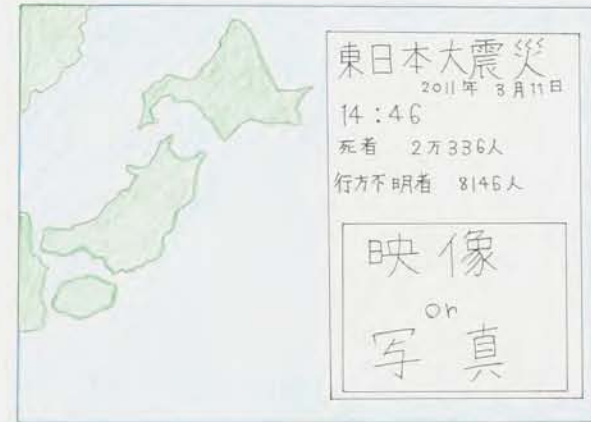 東日本大震災
2011年 3月11日
14:46
死者 2万336人
行方不明者 8146人
映像
or
写真